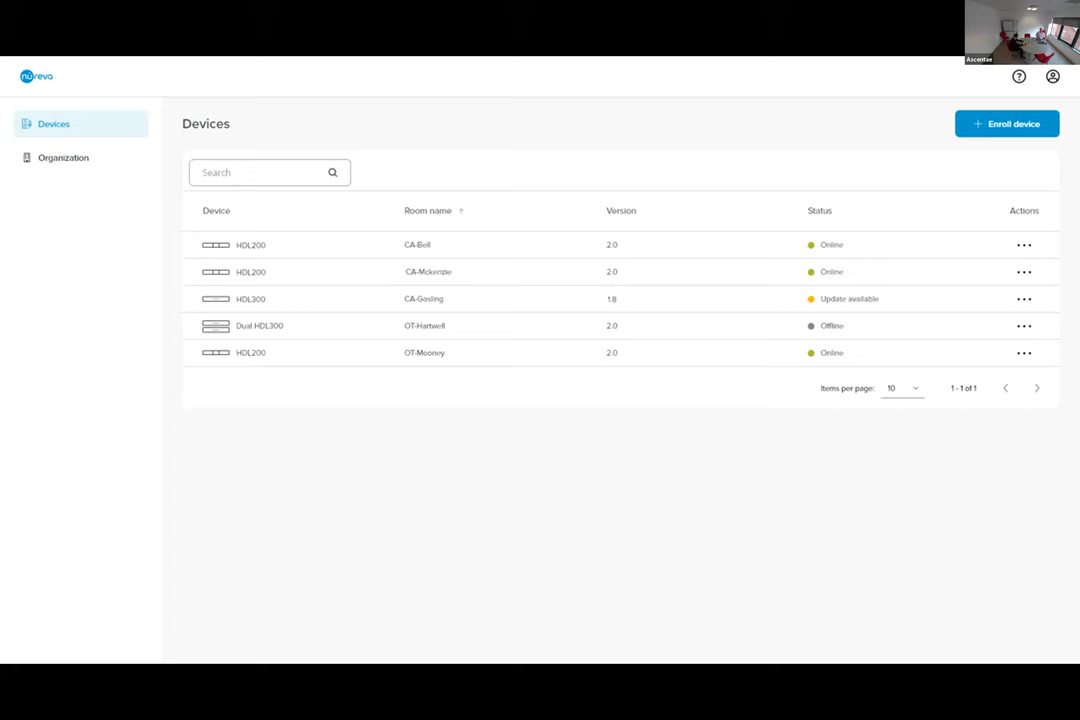 Ascentae
nureva
Devices
Organization
Devices
+ Enroll device
Search
Device Room name ↑ Version Status Actions
HDL200 CA-Bell 2.0 Online ...
HDL200 CA-Mckenzie 2.0 Online ...
HDL300 CA-Gosling 1.8 Update available ...
Dual HDL300 OT-Hartwell 2.0 Offline ...
HDL200 OT-Mooney 2.0 Online ...
Items per page: 10 1 - 1 of 1